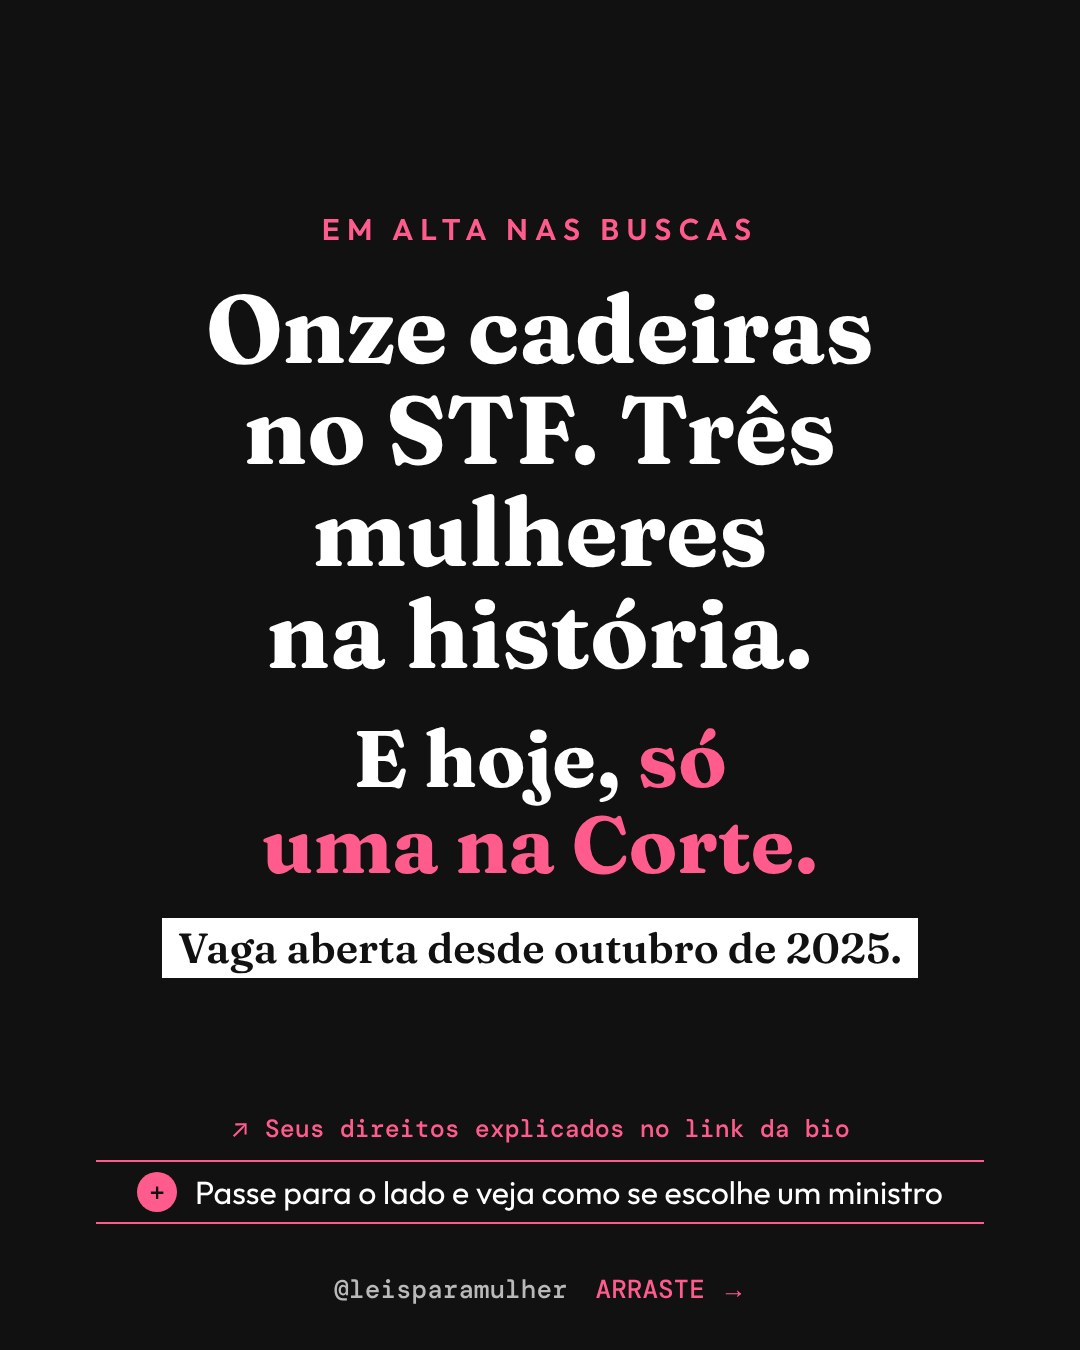 EM ALTA NAS BUSCAS
Onze cadeiras
no STF. Três
mulheres
na história.
E hoje, só
uma na Corte.
Vaga aberta desde outubro de 2025.
↗ Seus direitos explicados no link da bio
+ Passe para o lado e veja como se escolhe um ministro
@leisparamulher ARRASTE →